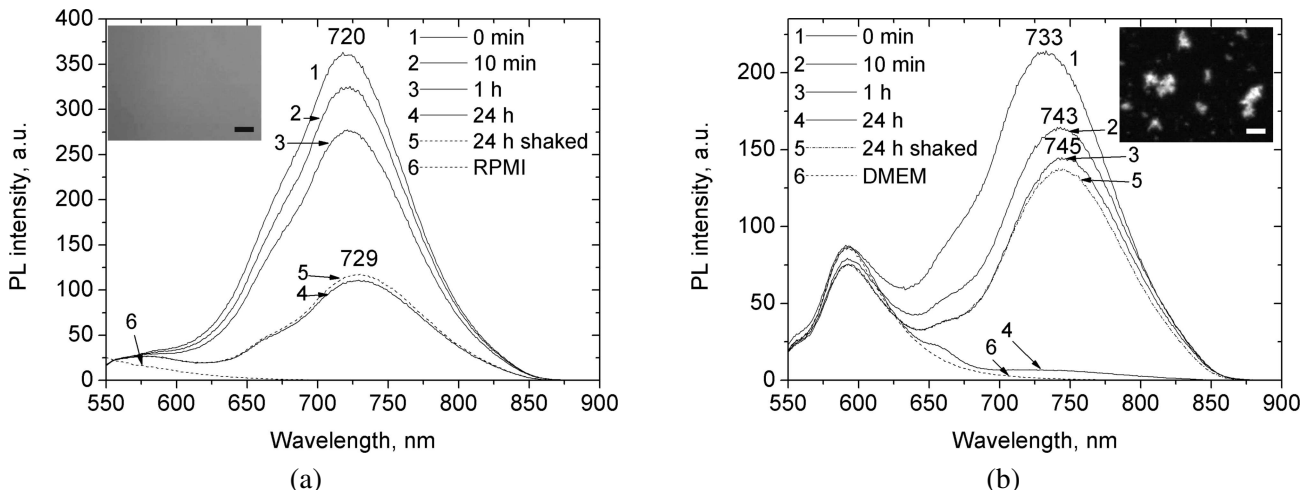 400
350
300
250
200
150
100
50
0
PL intensity, a.u.
720
1 0 min
2 10 min
3 1 h
4 24 h
5 24 h shaked
6 RPMI
1
2
3
729
5
4
6
550 600 650 700 750 800 850 900
Wavelength, nm
(a)
200
150
100
50
0
PL intensity, a.u.
1 0 min
2 10 min
3 1 h
4 24 h
5 24 h shaked
6 DMEM
733
1
743
2
745
3
5
4
6
550 600 650 700 750 800 850 900
Wavelength, nm
(b)